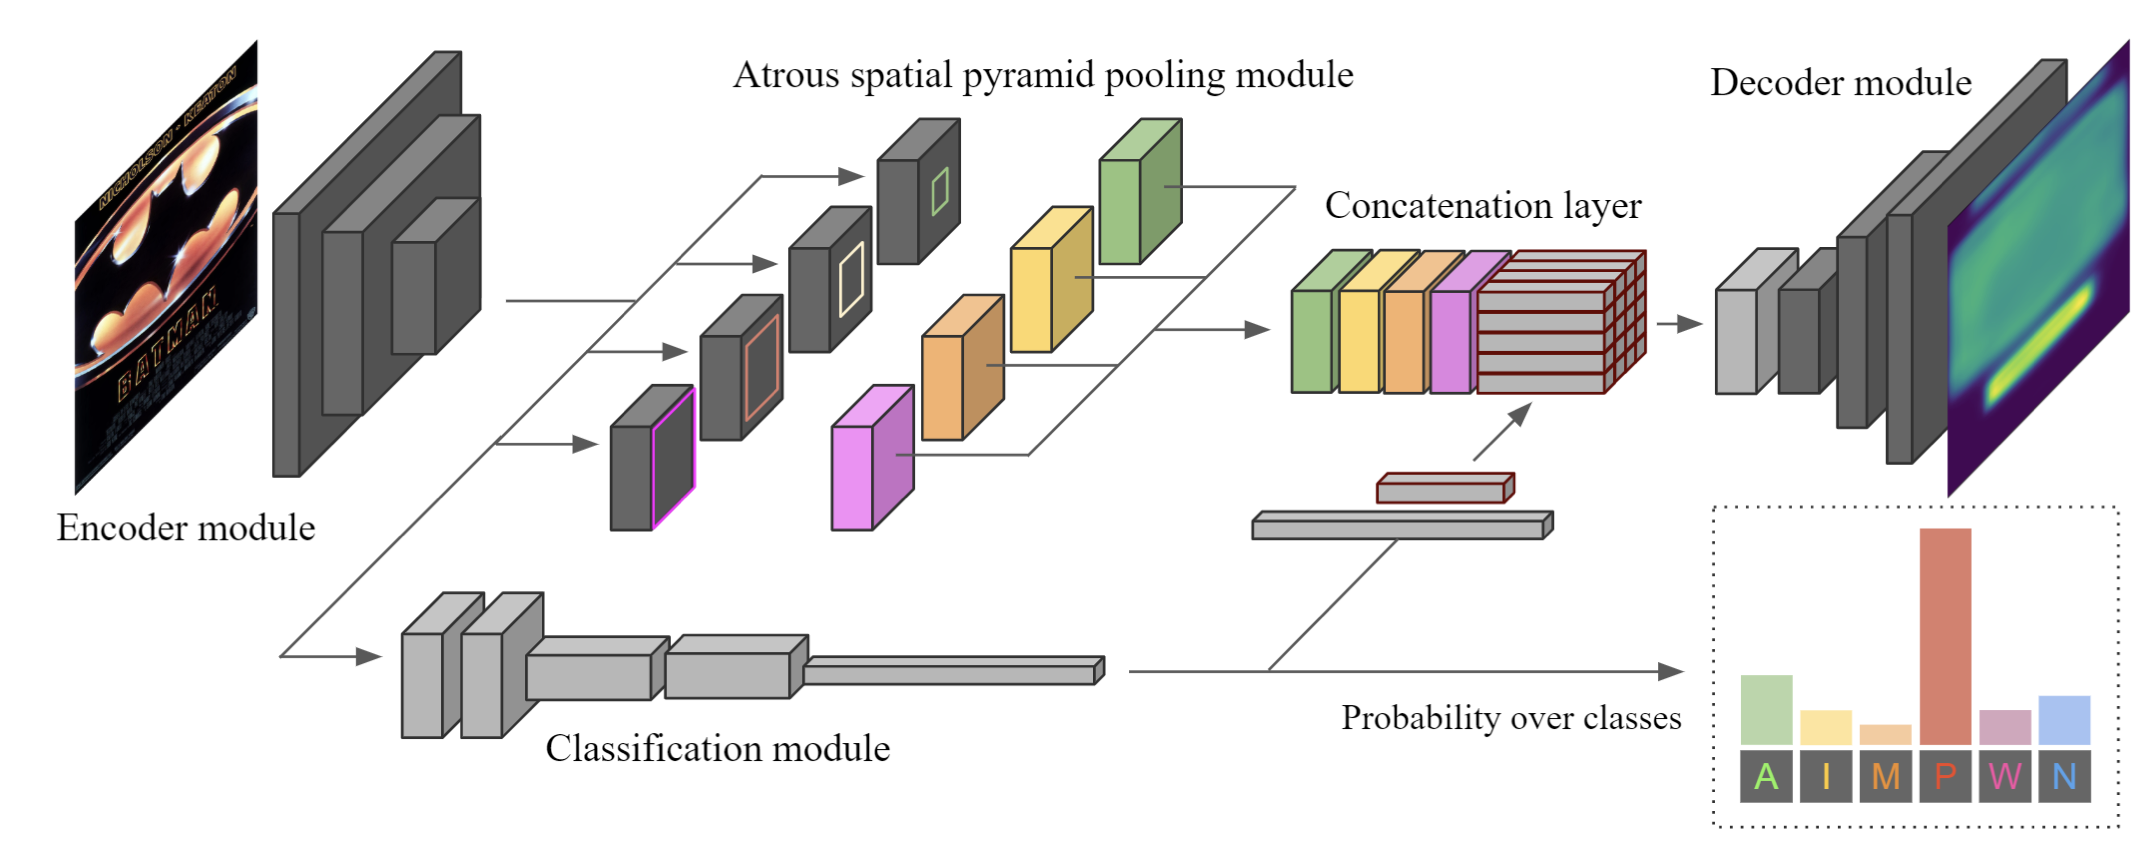 Atrous spatial pyramid pooling module
Decoder module
NICHOLSON · KEATON
Concatenation layer
BATMAN
Encoder module
Probability over classes
Classification module
A I M P W N